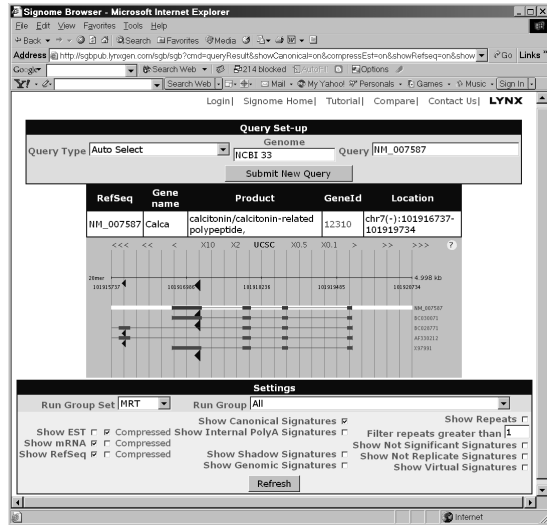 Signome Browser - Microsoft Internet Explorer
File Edit View Favorites Tools Help
Back Search Favorites Media
Address http://sgbpub.lynxgen.com/sgb/sgb?cmd=queryResult&showCanonical=on&compressEst=on&showRefseq=on&show Go Links
Google Search Web 214 blocked AutoFill Options
Y! Search Web Mail My Yahoo! Personals Games Music Sign In
Login| Signome Home| Tutorial| Compare| Contact Us| LYNX
Query Set-up
Query Type Auto Select Genome NCBI 33 Query NM_007587
Submit New Query
RefSeq Gene name Product GeneId Location
NM_007587 Calca calcitonin/calcitonin-related polypeptide, 12310 chr7(-):101916737-101919734
<<< << < X10 X2 UCSC X0.5 X0.1 > >> >>> ?
20mer 4.998 kb
101915737 101916986 101918236 101919485 101920734
NM_007587
BC038071
BC028771
AF330212
X97991
Settings
Run Group Set MRT Run Group All
Show Canonical Signatures Show Repeats
Show EST Compressed Show Internal PolyA Signatures Filter repeats greater than 1
Show mRNA Compressed Show Not Significant Signatures
Show RefSeq Compressed Show Shadow Signatures Show Not Replicate Signatures
Show Genomic Signatures Show Virtual Signatures
Refresh
Internet